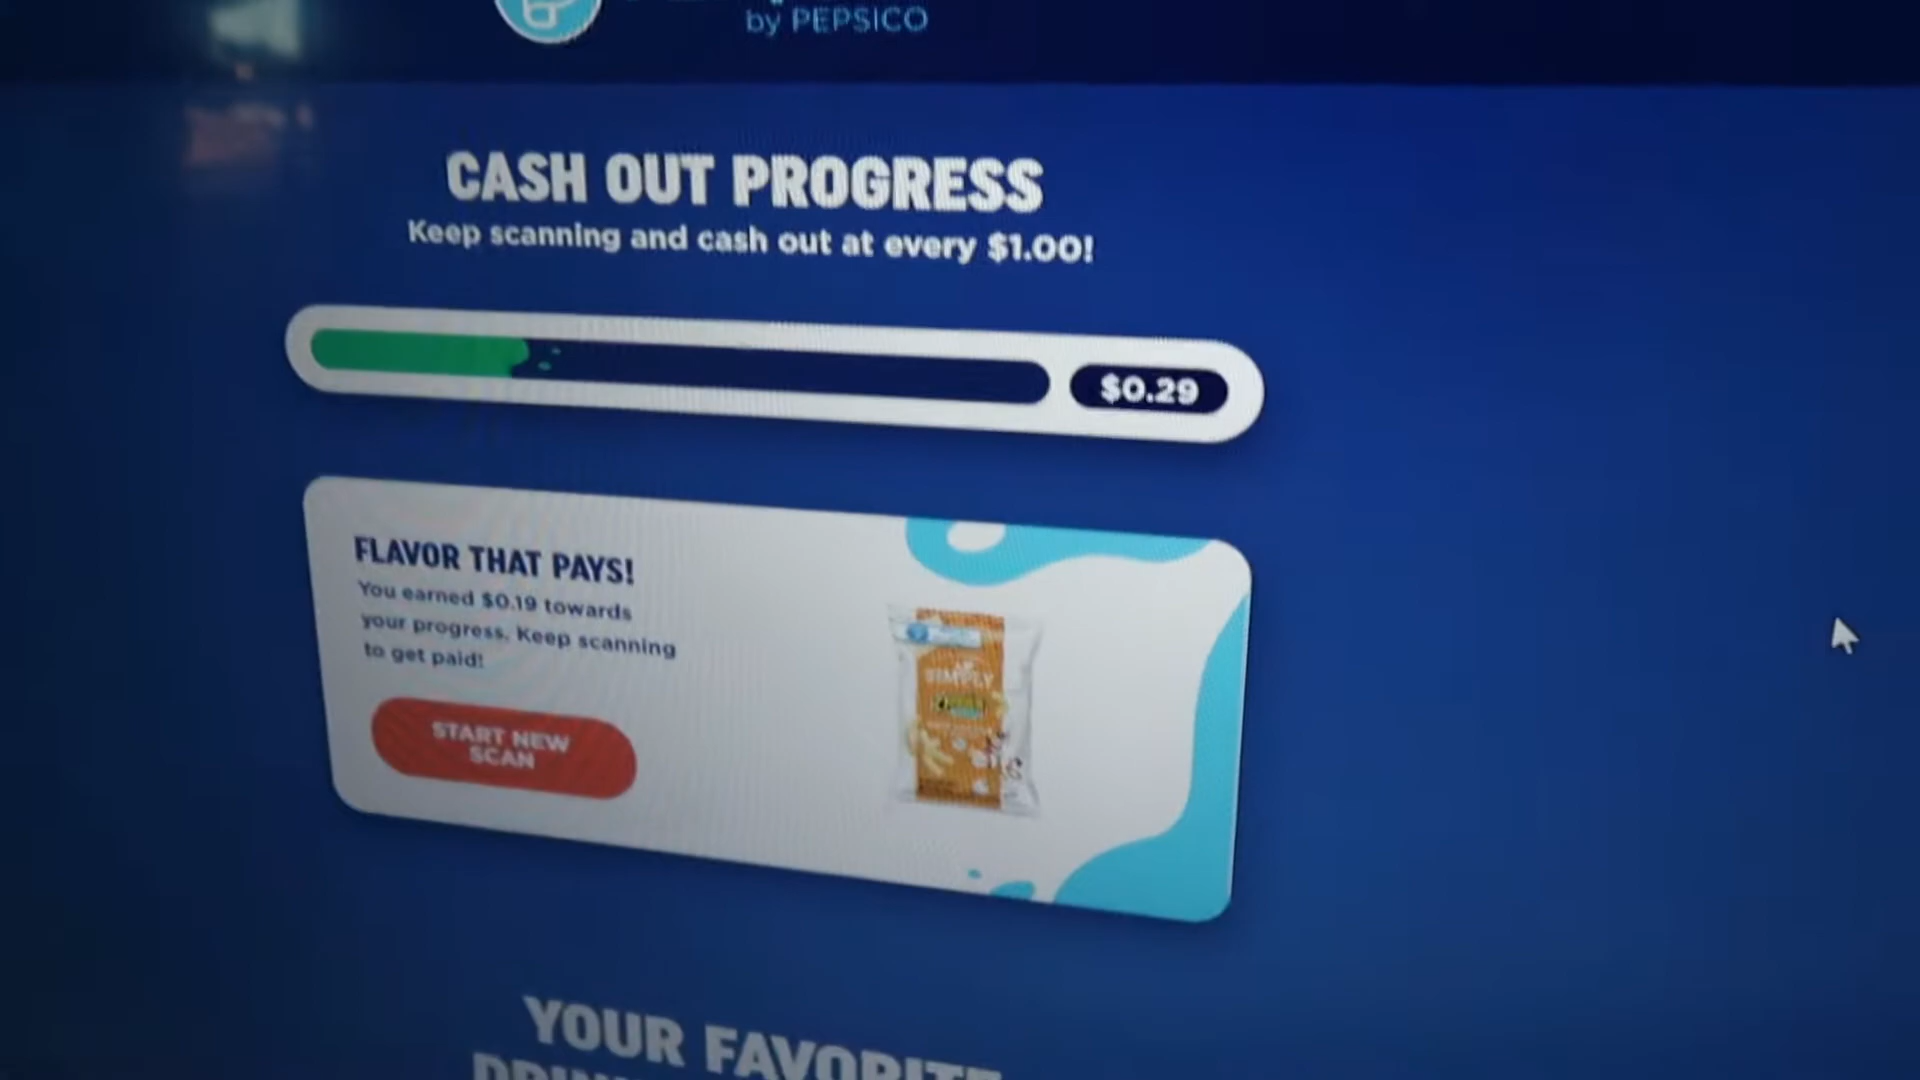 by PEPSICO
CASH OUT PROGRESS
Keep scanning and cash out at every $1.00!
$0.29
FLAVOR THAT PAYS!
You earned $0.19 towards
your progress. Keep scanning
to get paid!
START NEW
SCAN
SIMPLY
YOUR FAVORITE